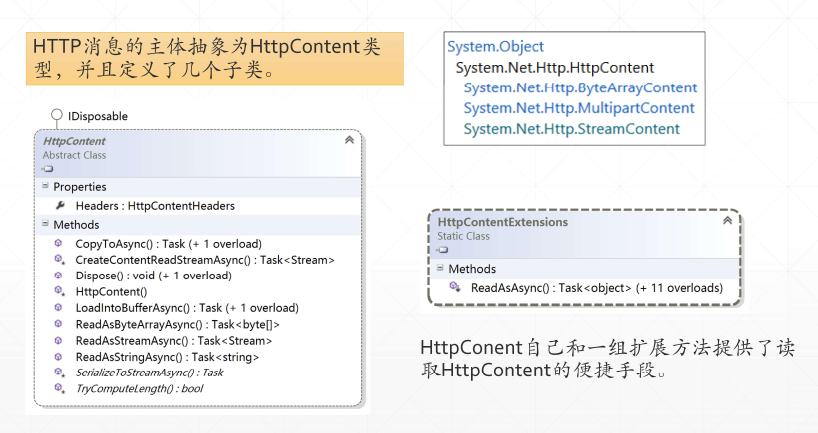 HTTP消息的主体抽象为HttpContent类
型，并且定义了几个子类。
System.Object
System.Net.Http.HttpContent
System.Net.Http.ByteArrayContent
System.Net.Http.MultipartContent
System.Net.Http.StreamContent
IDisposable
HttpContent
Abstract Class
Properties
Headers : HttpContentHeaders
Methods
CopyToAsync() : Task (+ 1 overload)
CreateContentReadStreamAsync() : Task<Stream>
Dispose() : void (+ 1 overload)
HttpContent()
LoadIntoBufferAsync() : Task (+ 1 overload)
ReadAsByteArrayAsync() : Task<byte[]>
ReadAsStreamAsync() : Task<Stream>
ReadAsStringAsync() : Task<string>
SerializeToStreamAsync() : Task
TryComputeLength() : bool
HttpContentExtensions
Static Class
Methods
ReadAsAsync() : Task<object> (+ 11 overloads)
HttpConent自己和一组扩展方法提供了读
取HttpContent的便捷手段。